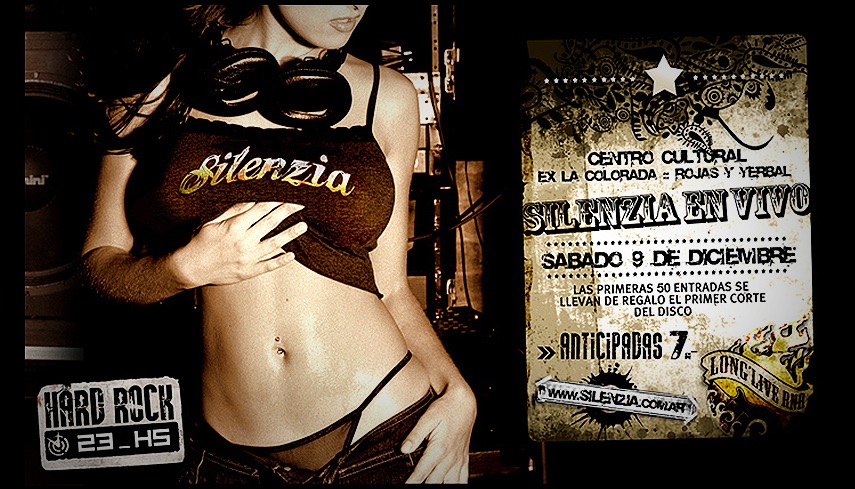 Silenzia
mini
HARD ROCK
23_HS
CENTRO CULTURAL
EX LA COLORADA :: ROJAS Y YERBAL
SILENZIA EN VIVO
SABADO 9 DE DICIEMBRE
LAS PRIMERAS 50 ENTRADAS SE
LLEVAN DE REGALO EL PRIMER CORTE
DEL DISCO
» ANTICIPADAS 7.-
WWW.SILENZIA.COM.AR
LONG LIVE RNR